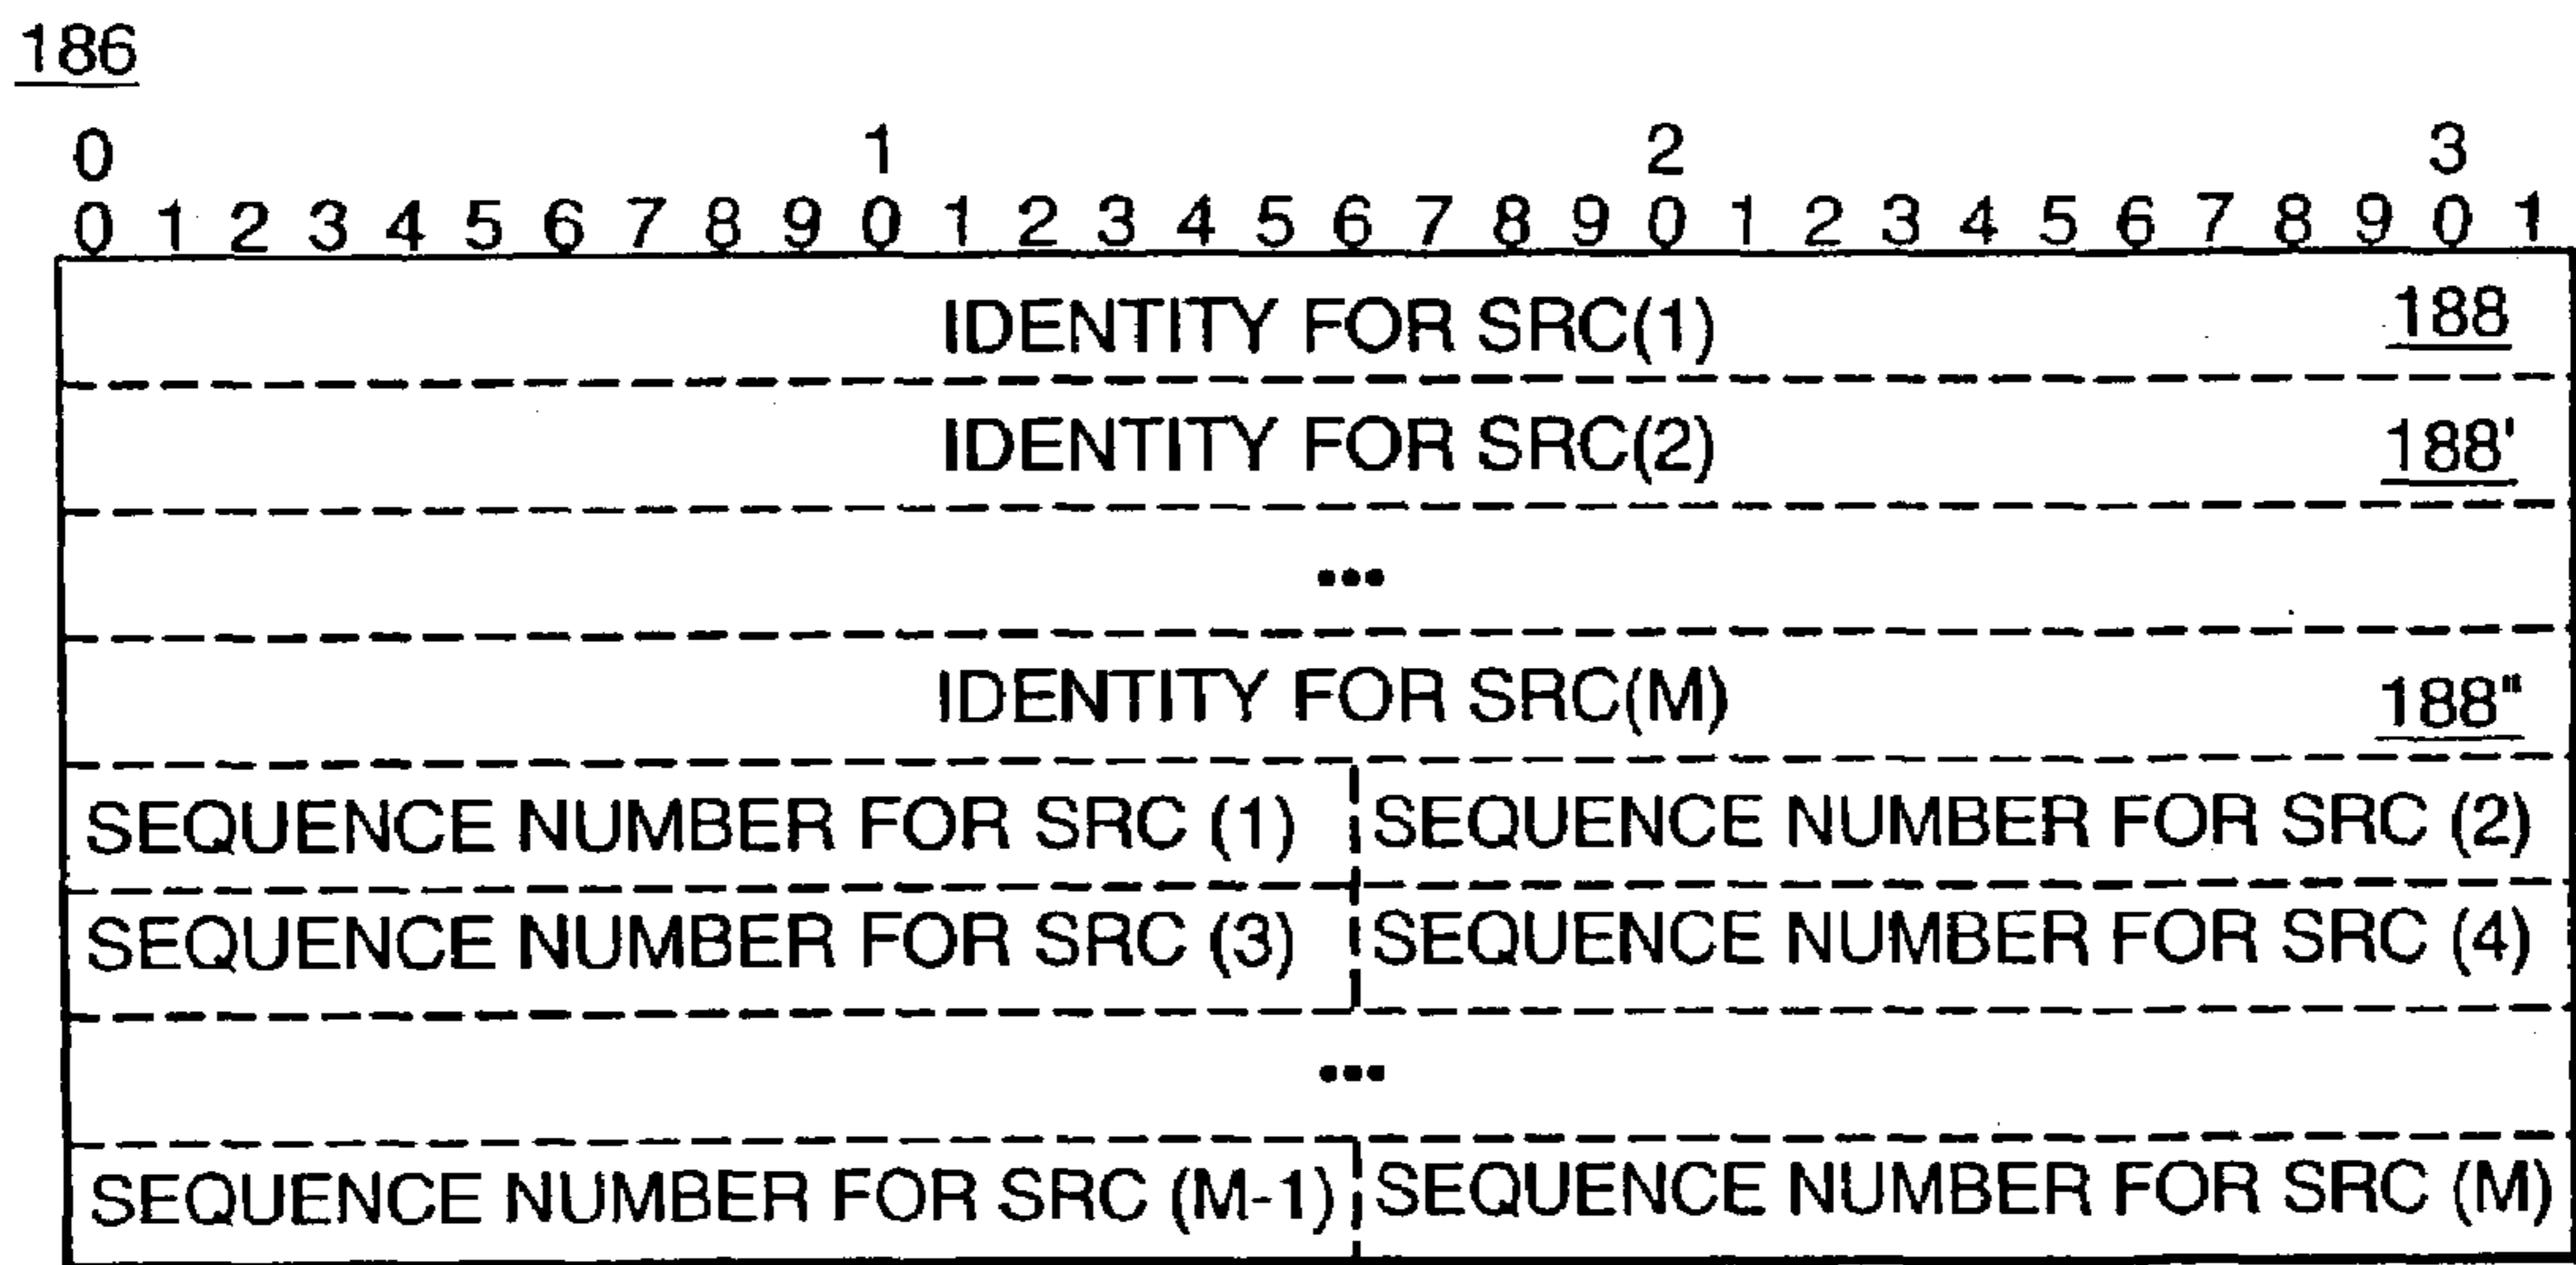 186
0 1 2 3
0 1 2 3 4 5 6 7 8 9 0 1 2 3 4 5 6 7 8 9 0 1 2 3 4 5 6 7 8 9 0 1
IDENTITY FOR SRC(1) 188
IDENTITY FOR SRC(2) 188'
...
IDENTITY FOR SRC(M) 188"
SEQUENCE NUMBER FOR SRC (1) SEQUENCE NUMBER FOR SRC (2)
SEQUENCE NUMBER FOR SRC (3) SEQUENCE NUMBER FOR SRC (4)
...
SEQUENCE NUMBER FOR SRC (M-1) SEQUENCE NUMBER FOR SRC (M)